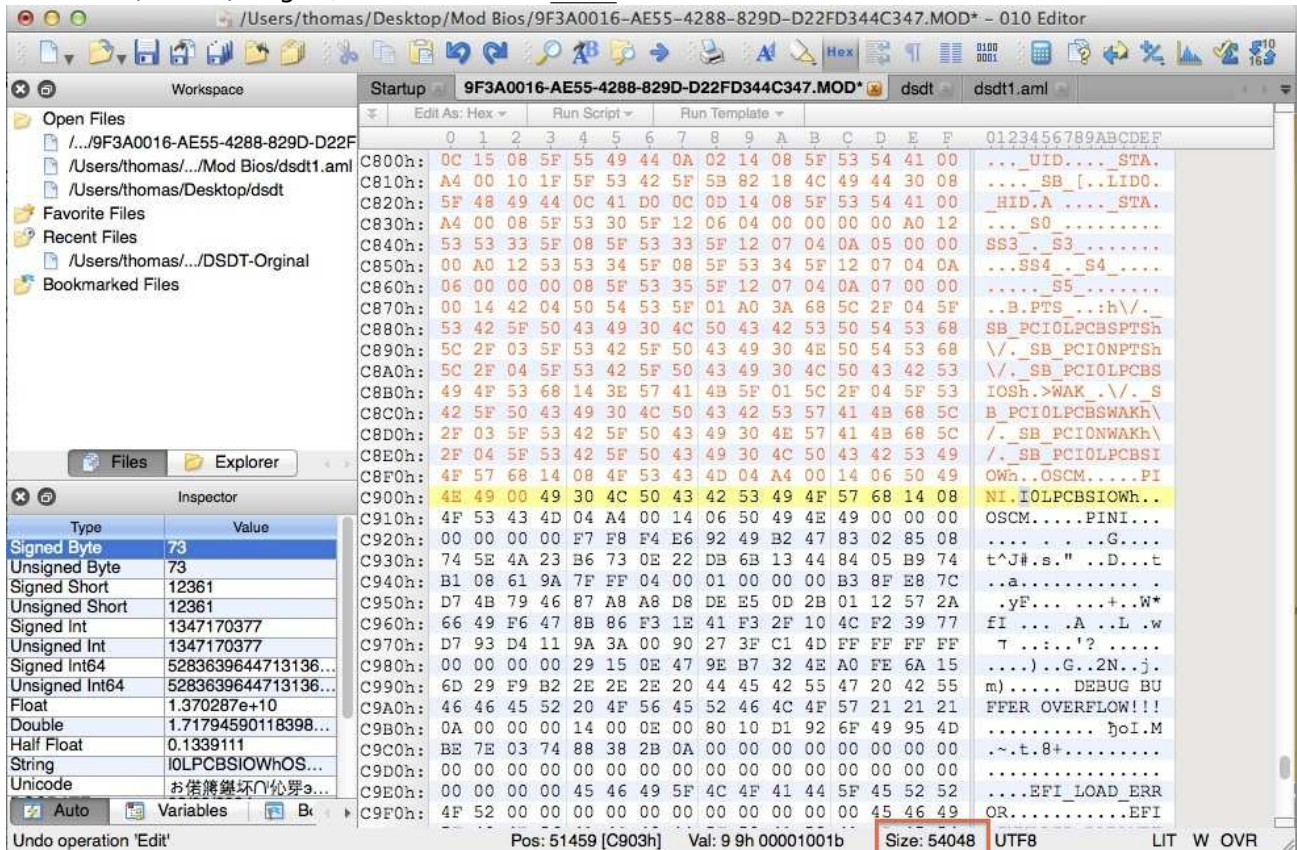 /Users/thomas/Desktop/Mod Bios/9F3A0016-AE55-4288-829D-D22FD344C347.MOD* - 010 Editor
Workspace
Open Files
/.../9F3A0016-AE55-4288-829D-D22F
/Users/thomas/.../Mod Bios/dsdt1.aml
/Users/thomas/Desktop/dsdt
Favorite Files
Recent Files
/Users/thomas/.../DSDT-Orginal
Bookmarked Files
Files Explorer
Inspector
Type Value
Signed Byte 73
Unsigned Byte 73
Signed Short 12361
Unsigned Short 12361
Signed Int 1347170377
Unsigned Int 1347170377
Signed Int64 5283639644713136...
Unsigned Int64 5283639644713136...
Float 1.370287e+10
Double 1.71794590118398...
Half Float 0.1339111
String I0LPCBSIOWhOS...
Unicode
Auto Variables
Startup 9F3A0016-AE55-4288-829D-D22FD344C347.MOD* dsdt dsdt1.aml
Edit As: Hex Run Script Run Template
0 1 2 3 4 5 6 7 8 9 A B C D E F 0123456789ABCDEF
C800h: 0C 15 08 5F 55 49 44 0A 02 14 08 5F 53 54 41 00 ..._UID...._STA.
C810h: A4 00 10 1F 5F 53 42 5F 5B 82 18 4C 49 44 30 08 ...._SB_[..LID0.
C820h: 5F 48 49 44 0C 41 D0 0C 0D 14 08 5F 53 54 41 00 _HID.A ...._STA.
C830h: A4 00 08 5F 53 30 5F 12 06 04 00 00 00 00 A0 12 ..._S0_.........
C840h: 53 53 33 5F 08 5F 53 33 5F 12 07 04 0A 05 00 00 SS3_._S3_.......
C850h: 00 A0 12 53 53 34 5F 08 5F 53 34 5F 12 07 04 0A ...SS4_._S4_....
C860h: 06 00 00 00 08 5F 53 35 5F 12 07 04 0A 07 00 00 ....._S5_.......
C870h: 00 14 42 04 50 54 53 5F 01 A0 3A 68 5C 2F 04 5F ..B.PTS_..:h\/._
C880h: 53 42 5F 50 43 49 30 4C 50 43 42 53 50 54 53 68 SB_PCI0LPCBSPTSh
C890h: 5C 2F 03 5F 53 42 5F 50 43 49 30 4E 50 54 53 68 \/._SB_PCI0NPTSh
C8A0h: 5C 2F 04 5F 53 42 5F 50 43 49 30 4C 50 43 42 53 \/._SB_PCI0LPCBS
C8B0h: 49 4F 53 68 14 3E 57 41 4B 5F 01 5C 2F 04 5F 53 IOSh.>WAK_.\/._S
C8C0h: 42 5F 50 43 49 30 4C 50 43 42 53 57 41 4B 68 5C B_PCI0LPCBSWAKh\
C8D0h: 2F 03 5F 53 42 5F 50 43 49 30 4E 57 41 4B 68 5C /._SB_PCI0NWAKh\
C8E0h: 2F 04 5F 53 42 5F 50 43 49 30 4C 50 43 42 53 49 /._SB_PCI0LPCBSI
C8F0h: 4F 57 68 14 08 4F 53 43 4D 04 A4 00 14 06 50 49 OWh..OSCM.....PI
C900h: 4E 49 00 49 30 4C 50 43 42 53 49 4F 57 68 14 08 NI.I0LPCBSIOWh..
C910h: 4F 53 43 4D 04 A4 00 14 06 50 49 4E 49 00 00 00 OSCM.....PINI...
C920h: 00 00 00 00 F7 F8 F4 E6 92 49 B2 47 83 02 85 08 .... . . ..G....
C930h: 74 5E 4A 23 B6 73 0E 22 DB 6B 13 44 84 05 B9 74 t^J#.s." ..D...t
C940h: B1 08 61 9A 7F FF 04 00 01 00 00 00 B3 8F E8 7C ..a........... .
C950h: D7 4B 79 46 87 A8 A8 D8 DE E5 0D 2B 01 12 57 2A .yF... ...+..W*
C960h: 66 49 F6 47 8B 86 F3 1E 41 F3 2F 10 4C F2 39 77 fI ... .A ..L .w
C970h: D7 93 D4 11 9A 3A 00 90 27 3F C1 4D FF FF FF FF ..:..'? .....
C980h: 00 00 00 00 29 15 0E 47 9E B7 32 4E A0 FE 6A 15 ....)..G..2N..j.
C990h: 6D 29 F9 B2 2E 2E 2E 20 44 45 42 55 47 20 42 55 m)..... DEBUG BU
C9A0h: 46 46 45 52 20 4F 56 45 52 46 4C 4F 57 21 21 21 FFER OVERFLOW!!!
C9B0h: 0A 00 00 00 14 00 0E 00 80 10 D1 92 6F 49 95 4D .......... ђoI.M
C9C0h: BE 7E 03 74 88 38 2B 0A 00 00 00 00 00 00 00 00 .~.t.8+.........
C9D0h: 00 00 00 00 00 00 00 00 00 00 00 00 00 00 00 00 ................
C9E0h: 00 00 00 00 45 46 49 5F 4C 4F 41 44 5F 45 52 52 ....EFI_LOAD_ERR
C9F0h: 4F 52 00 00 00 00 00 00 00 00 00 00 00 45 46 49 OR...........EFI
Undo operation 'Edit' Pos: 51459 [C903h] Val: 9 9h 00001001b Size: 54048 UTF8 LIT W OVR